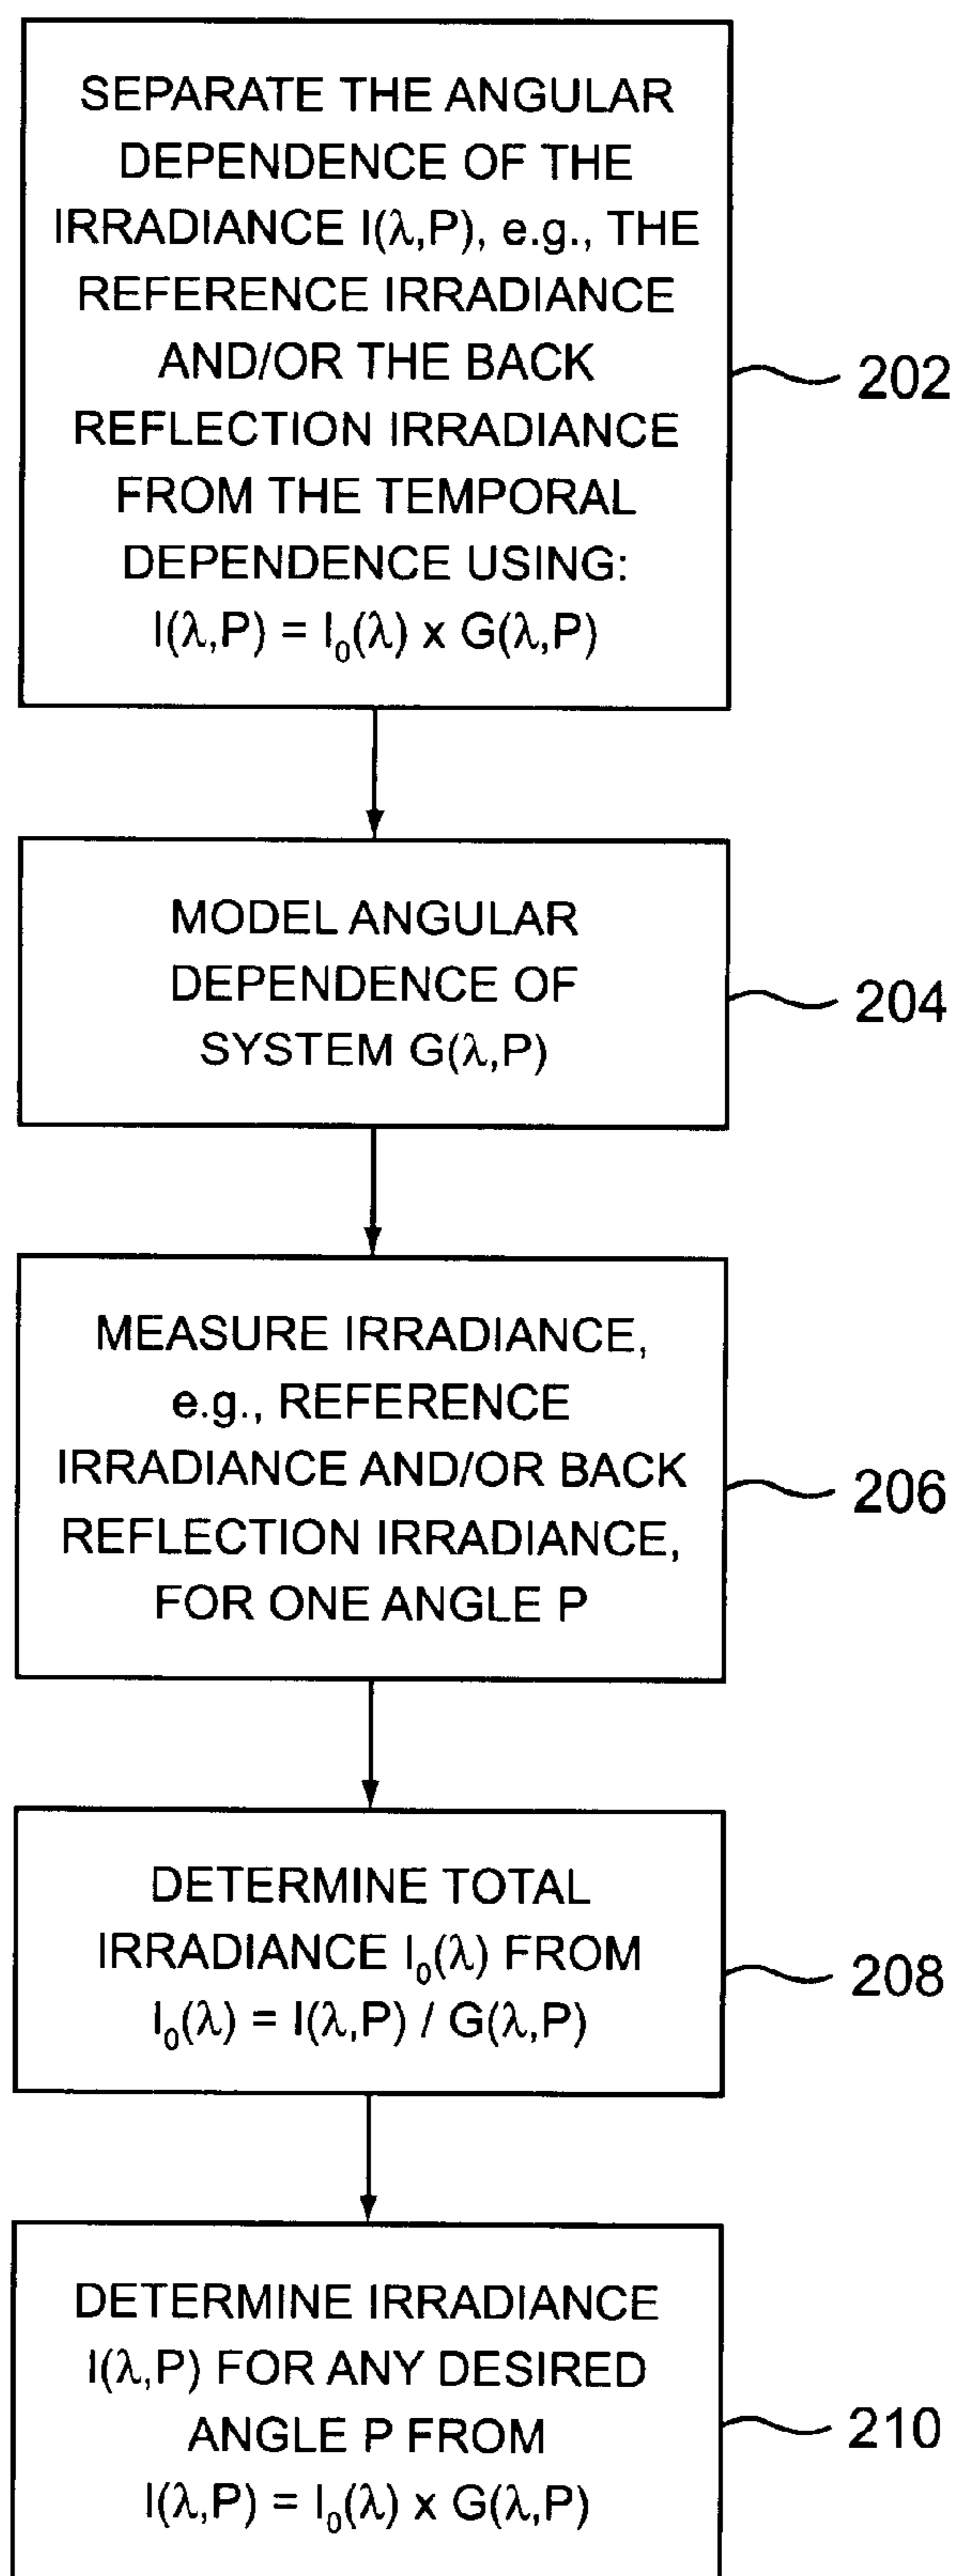 SEPARATE THE ANGULAR
DEPENDENCE OF THE
IRRADIANCE I(λ,P), e.g., THE
REFERENCE IRRADIANCE
AND/OR THE BACK
REFLECTION IRRADIANCE
FROM THE TEMPORAL
DEPENDENCE USING:
I(λ,P) = I₀(λ) x G(λ,P)
202
MODEL ANGULAR
DEPENDENCE OF
SYSTEM G(λ,P)
204
MEASURE IRRADIANCE,
e.g., REFERENCE
IRRADIANCE AND/OR BACK
REFLECTION IRRADIANCE,
FOR ONE ANGLE P
206
DETERMINE TOTAL
IRRADIANCE I₀(λ) FROM
I₀(λ) = I(λ,P) / G(λ,P)
208
DETERMINE IRRADIANCE
I(λ,P) FOR ANY DESIRED
ANGLE P FROM
I(λ,P) = I₀(λ) x G(λ,P)
210